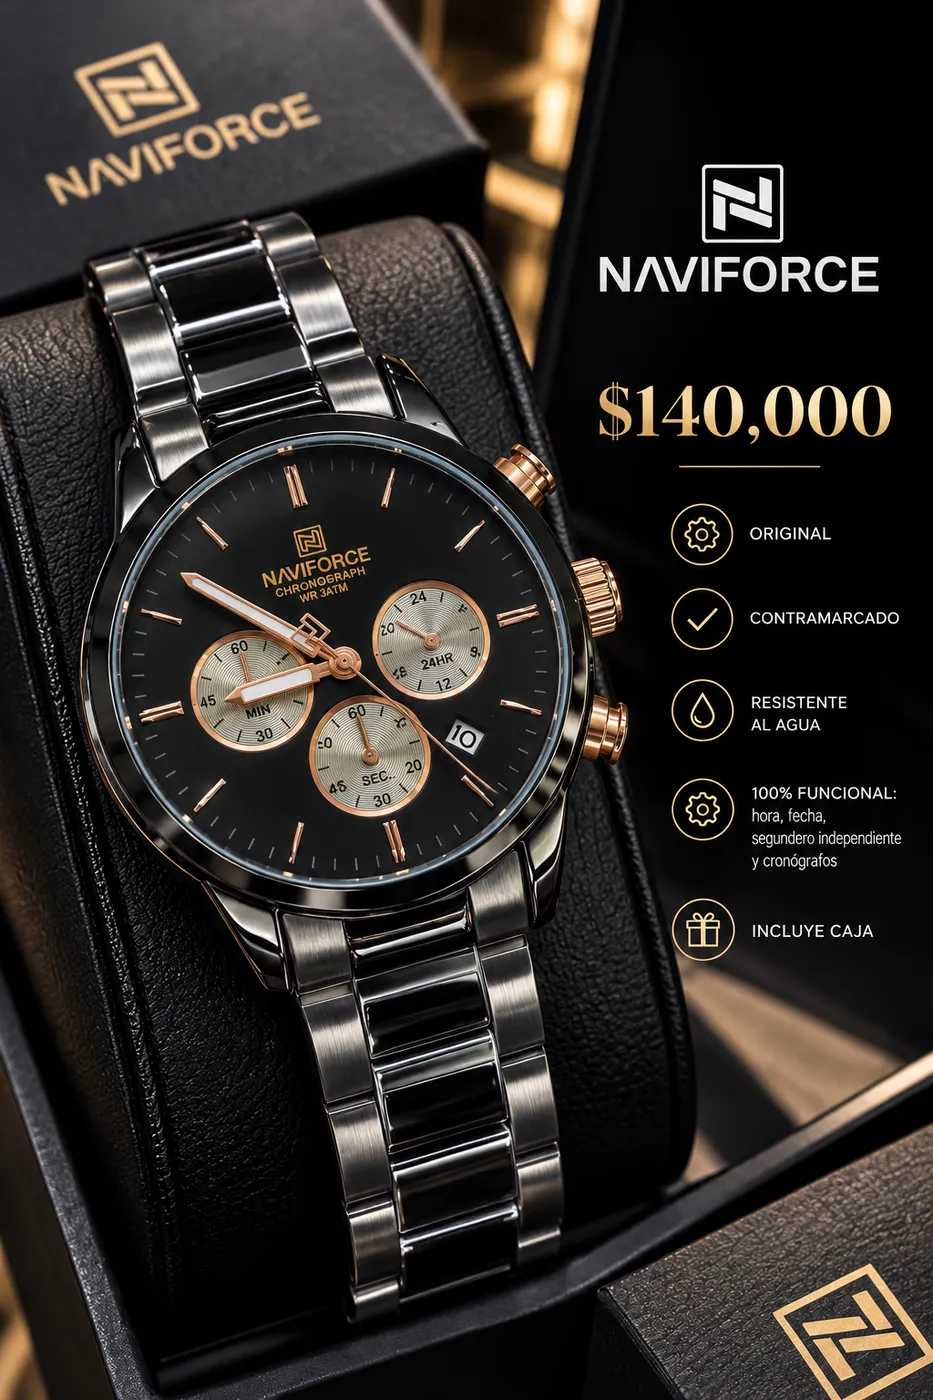 NAVIFORCE
NAVIFORCE
$140,000
ORIGINAL
CONTRAMARCADO
RESISTENTE
AL AGUA
100% FUNCIONAL:
hora, fecha,
segundero independiente
y cronógrafos
INCLUYE CAJA
NAVIFORCE
CHRONOGRAPH
WR 3ATM
24
20
24HR
12
60
45
MIN
30
60
20
SEC.
30
10